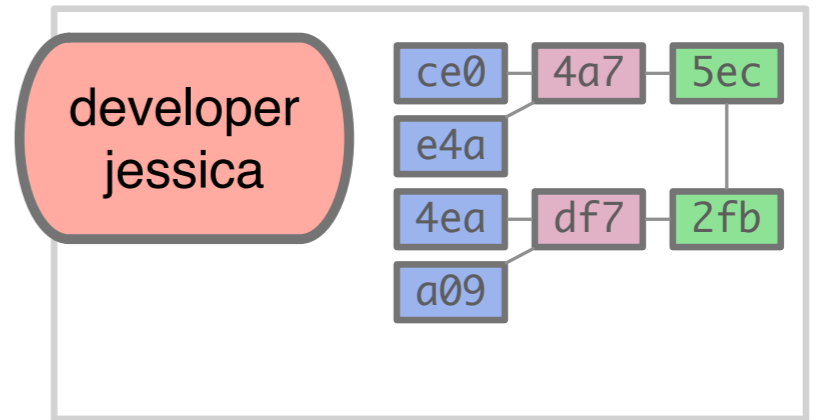 developer
jessica
ce0 4a7 5ec
e4a
4ea df7 2fb
a09